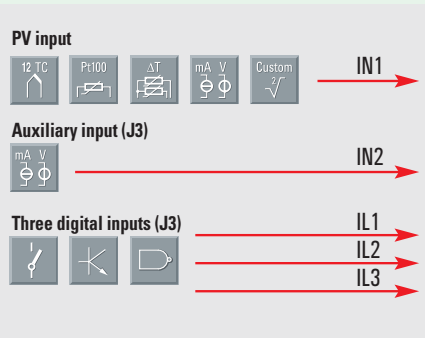 PV input
12 TC Pt100 ΔT mA V Custom IN1
²√
Auxiliary input (J3)
mA V IN2
Three digital inputs (J3) IL1
IL2
IL3